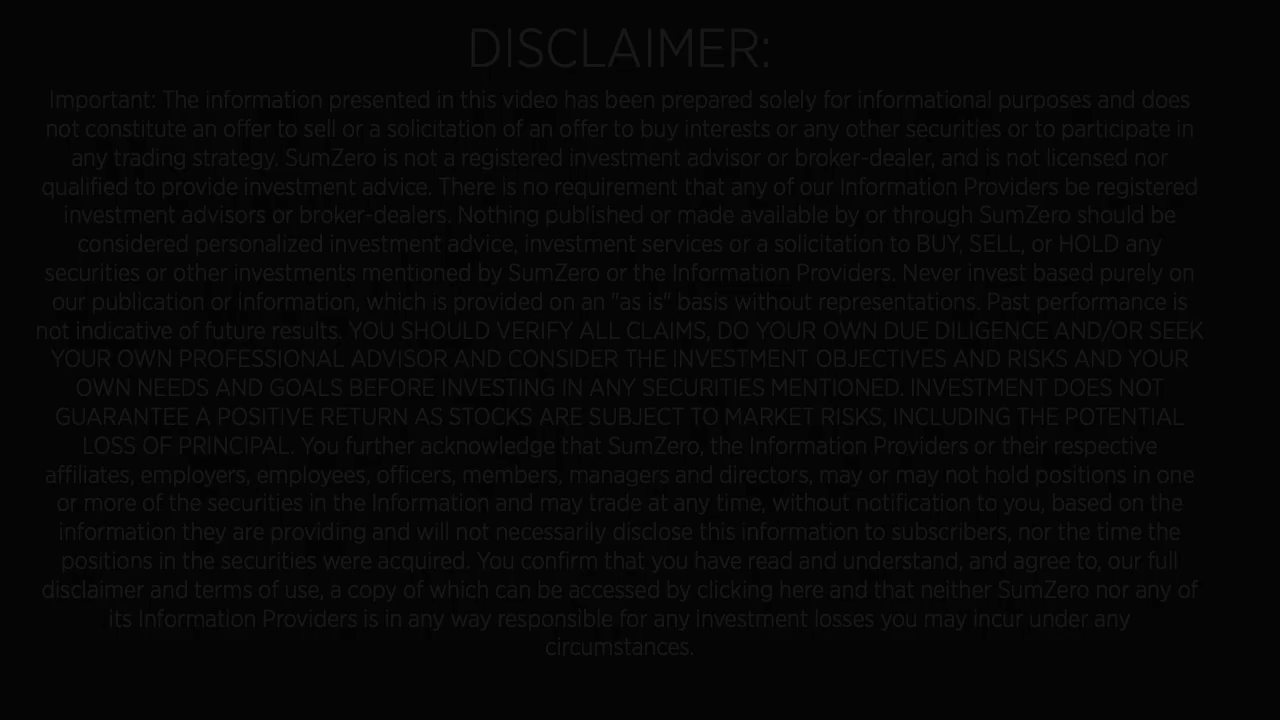 DISCLAIMER:
Important: The information presented in this video has been prepared solely for informational purposes and does
not constitute an offer to sell or a solicitation of an offer to buy interests or any other securities or to participate in
any trading strategy. SumZero is not a registered investment advisor or broker-dealer, and is not licensed nor
qualified to provide investment advice. There is no requirement that any of our Information Providers be registered
investment advisors or broker-dealers. Nothing published or made available by or through SumZero should be
considered personalized investment advice, investment services or a solicitation to BUY, SELL, or HOLD any
securities or other investments mentioned by SumZero or the Information Providers. Never invest based purely on
our publication or information, which is provided on an "as is" basis without representations. Past performance is
not indicative of future results. YOU SHOULD VERIFY ALL CLAIMS, DO YOUR OWN DUE DILIGENCE AND/OR SEEK
YOUR OWN PROFESSIONAL ADVISOR AND CONSIDER THE INVESTMENT OBJECTIVES AND RISKS AND YOUR
OWN NEEDS AND GOALS BEFORE INVESTING IN ANY SECURITIES MENTIONED. INVESTMENT DOES NOT
GUARANTEE A POSITIVE RETURN AS STOCKS ARE SUBJECT TO MARKET RISKS, INCLUDING THE POTENTIAL
LOSS OF PRINCIPAL. You further acknowledge that SumZero, the Information Providers or their respective
affiliates, employers, employees, officers, members, managers and directors, may or may not hold positions in one
or more of the securities in the Information and may trade at any time, without notification to you, based on the
information they are providing and will not necessarily disclose this information to subscribers, nor the time the
positions in the securities were acquired. You confirm that you have read and understand, and agree to, our full
disclaimer and terms of use, a copy of which can be accessed by clicking here and that neither SumZero nor any of
its Information Providers is in any way responsible for any investment losses you may incur under any
circumstances.